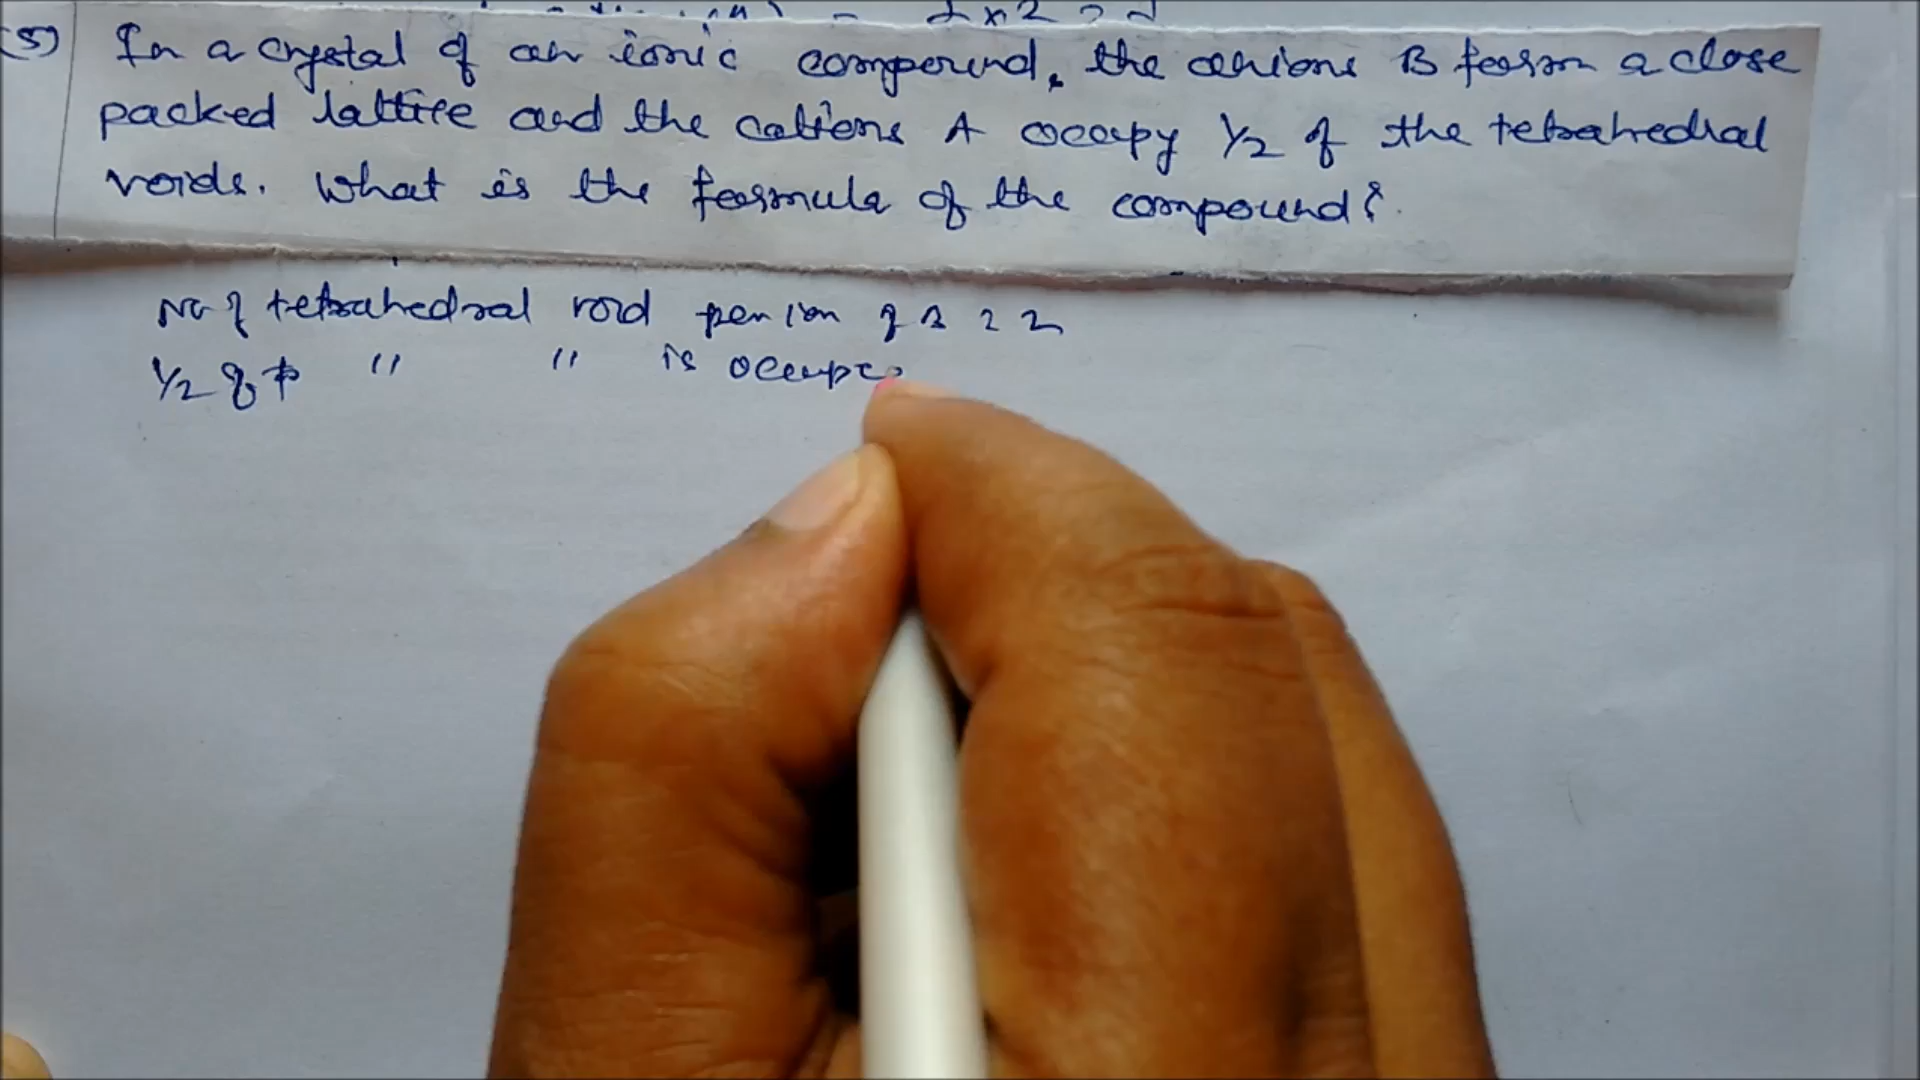 (5) In a crystal of an ionic compound, the anions B form a close
packed lattice and the cations A occupy 1/2 of the tetrahedral
voids. What is the formula of the compound?
No of tetrahedral void per ion of B = 2
1/2 of " " is occupe